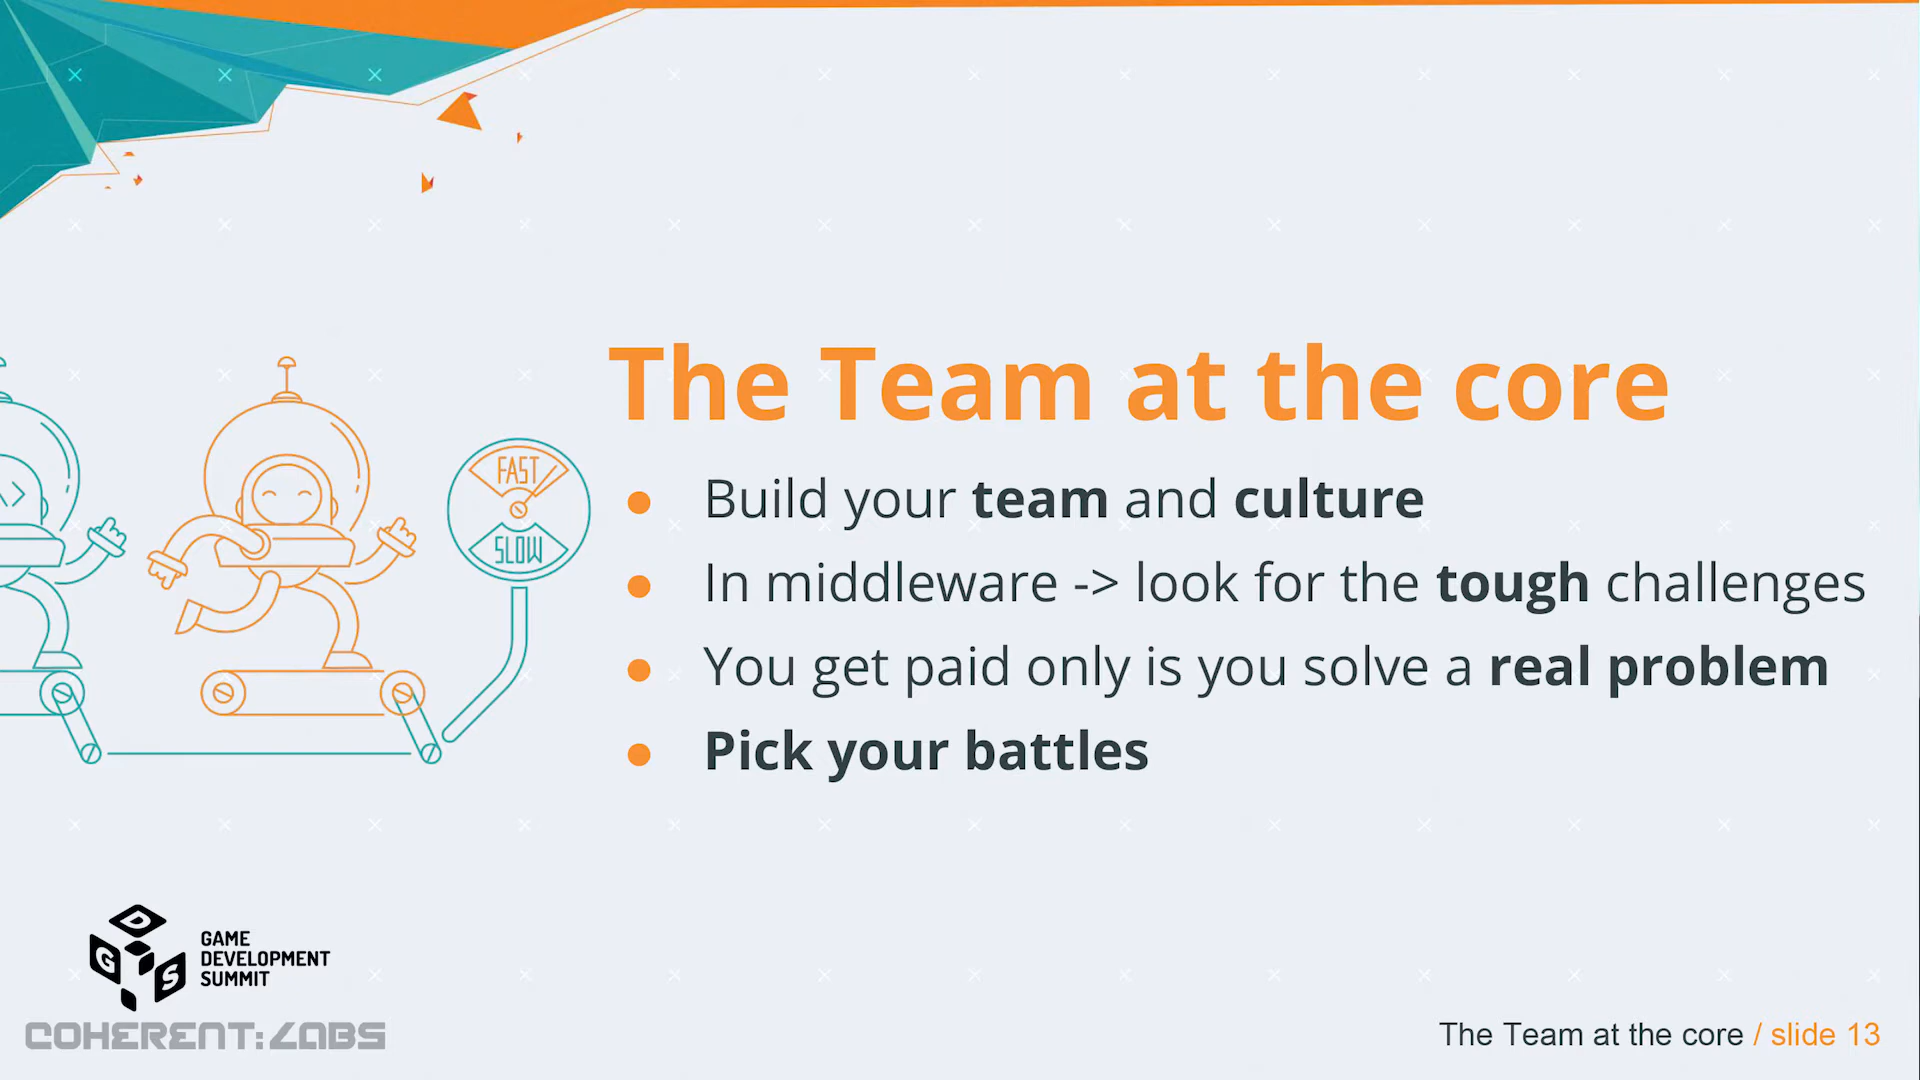 The Team at the core
Build your team and culture
In middleware -> look for the tough challenges
You get paid only is you solve a real problem
Pick your battles
FAST
SLOW
D
G S
GAME
DEVELOPMENT
SUMMIT
COHERENT:LABS
The Team at the core / slide 13